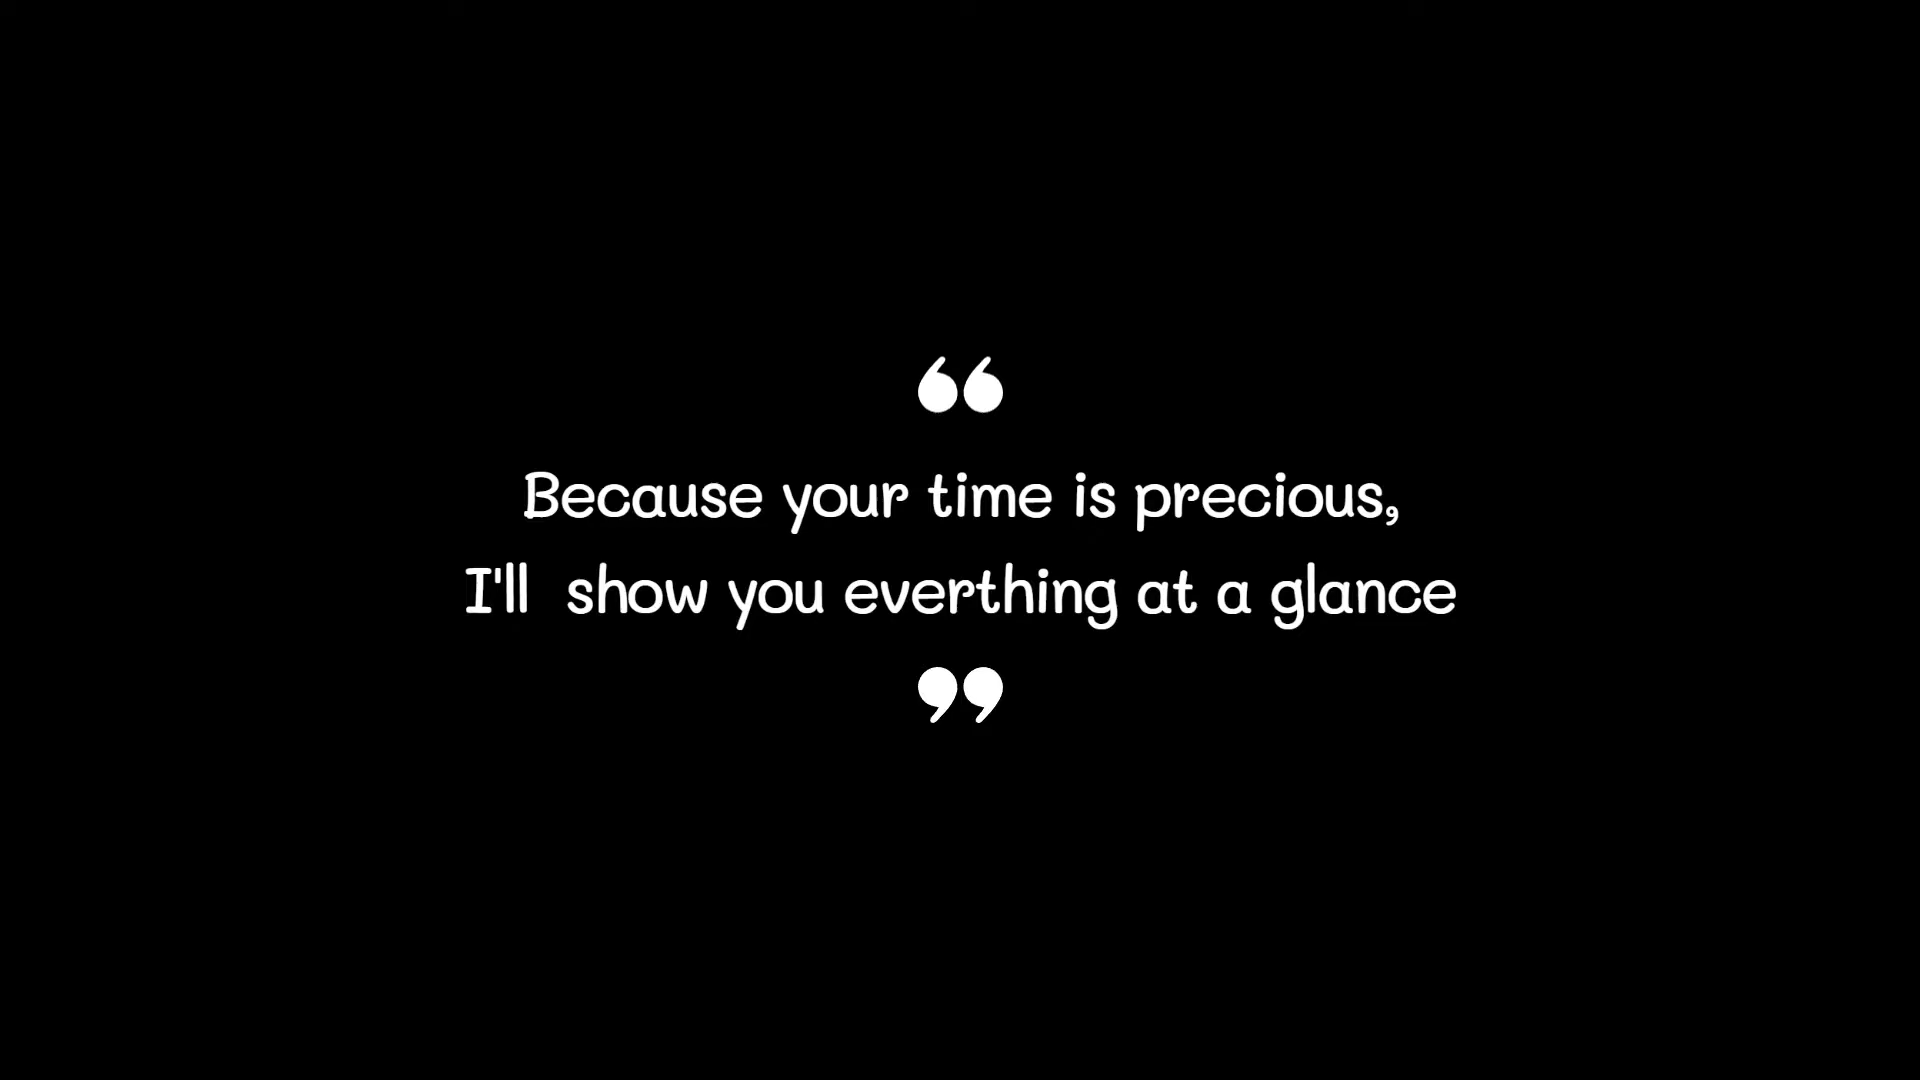 “
Because your time is precious,
I'll  show you everthing at a glance
”